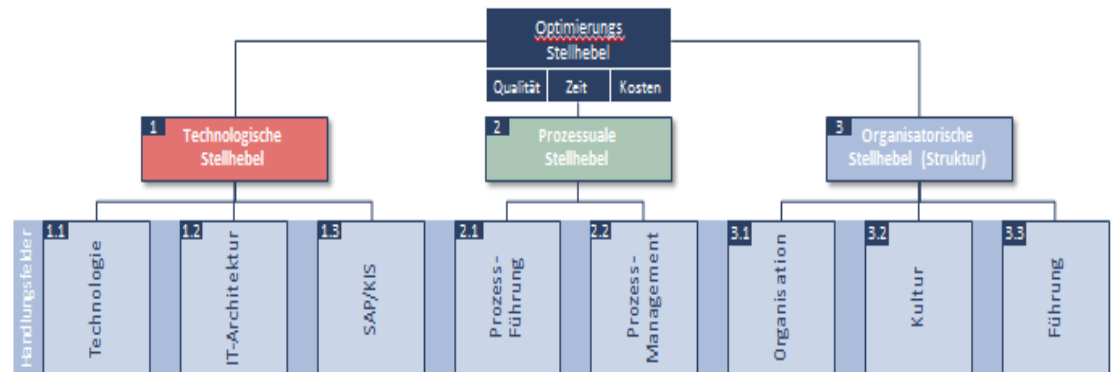 Optimierungs
Stellhebel
Qualität Zeit Kosten
1
Technologische
Stellhebel
2
Prozessuale
Stellhebel
3
Organisatorische
Stellhebel (Struktur)
Handlungsfelder
1.1
Technologie
1.2
IT-Architektur
1.3
SAP/KIS
2.1
Prozess-
Führung
2.2
Prozess-
Management
3.1
Organisation
3.2
Kultur
3.3
Führung